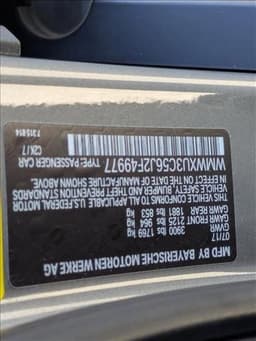 MFD BY BAYERISCHE MOTOREN WERKE AG
07/17
GVWR 3900 lbs 1769 KG
GAWR FRONT 2125 lbs 964 KG
GAWR REAR 1881 lbs 853 KG
THIS VEHICLE CONFORMS TO ALL
APPLICABLE U.S.FEDERAL MOTOR
VEHICLE SAFETY, BUMPER AND THEFT
PREVENTION STANDARDS
IN EFFECT ON THE DATE OF MANUFACTURE SHOWN ABOVE.
WMWXU3C56J2F49977
TYPE: PASSENGER CAR
7315814